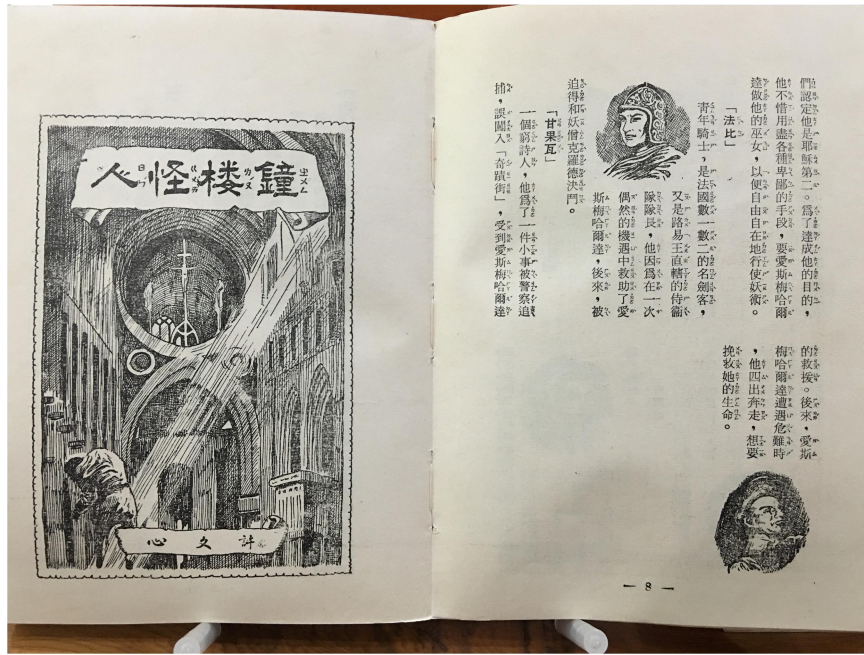 們認定他是耶穌第二。爲了達成他的目的，
他不惜用盡各種卑鄙的手段，要愛斯梅哈爾
達做他的巫女，以便自由自在地行使妖術。
「法比」
青年騎士，是法國數一數二的名劍客，
又是路易王直轄的侍衞
隊隊長，他因爲在一次
偶然的機遇中救助了愛
斯梅哈爾達，後來，被
迫得和妖僧克羅德決鬥。
「甘果瓦」
一個窮詩人，他爲了一件小事被警察追
捕，誤闖入「奇蹟街」，受到愛斯梅哈爾達
的救援。後來，愛斯
梅哈爾達遭遇危難時
，他四出奔走，想要
挽救她的生命。
— 8 —
鐘楼怪人
許文心